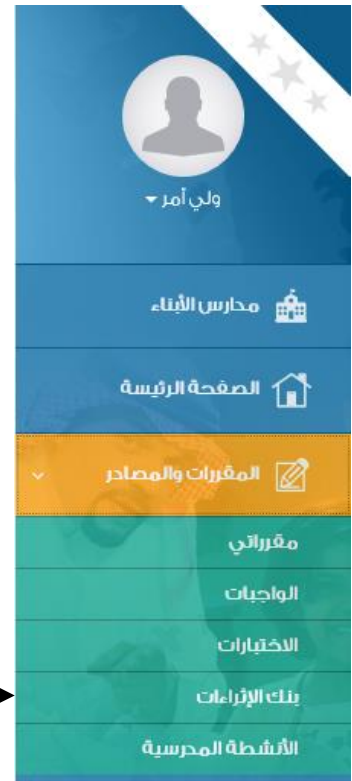 ولي أمر
مدارس الأبناء
الصفحة الرئيسة
المقررات والمصادر
مقرراتي
الواجبات
الاختبارات
بنك الإثراءات
الأنشطة المدرسية